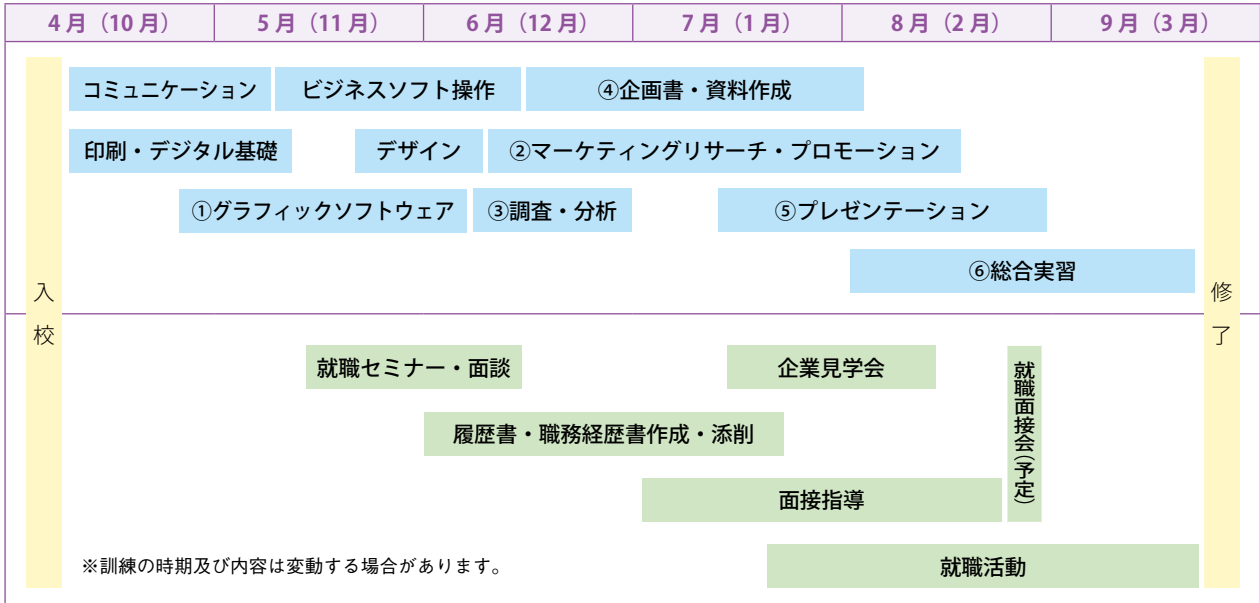 4月（10月）
5月（11月）
6月（12月）
7月（1月）
8月（2月）
9月（3月）
入校
コミュニケーション
ビジネスソフト操作
④企画書・資料作成
印刷・デジタル基礎
デザイン
②マーケティングリサーチ・プロモーション
①グラフィックソフトウェア
③調査・分析
⑤プレゼンテーション
⑥総合実習
就職セミナー・面談
企業見学会
就職面接会（予定）
履歴書・職務経歴書作成・添削
面接指導
就職活動
※訓練の時期及び内容は変動する場合があります。
修了